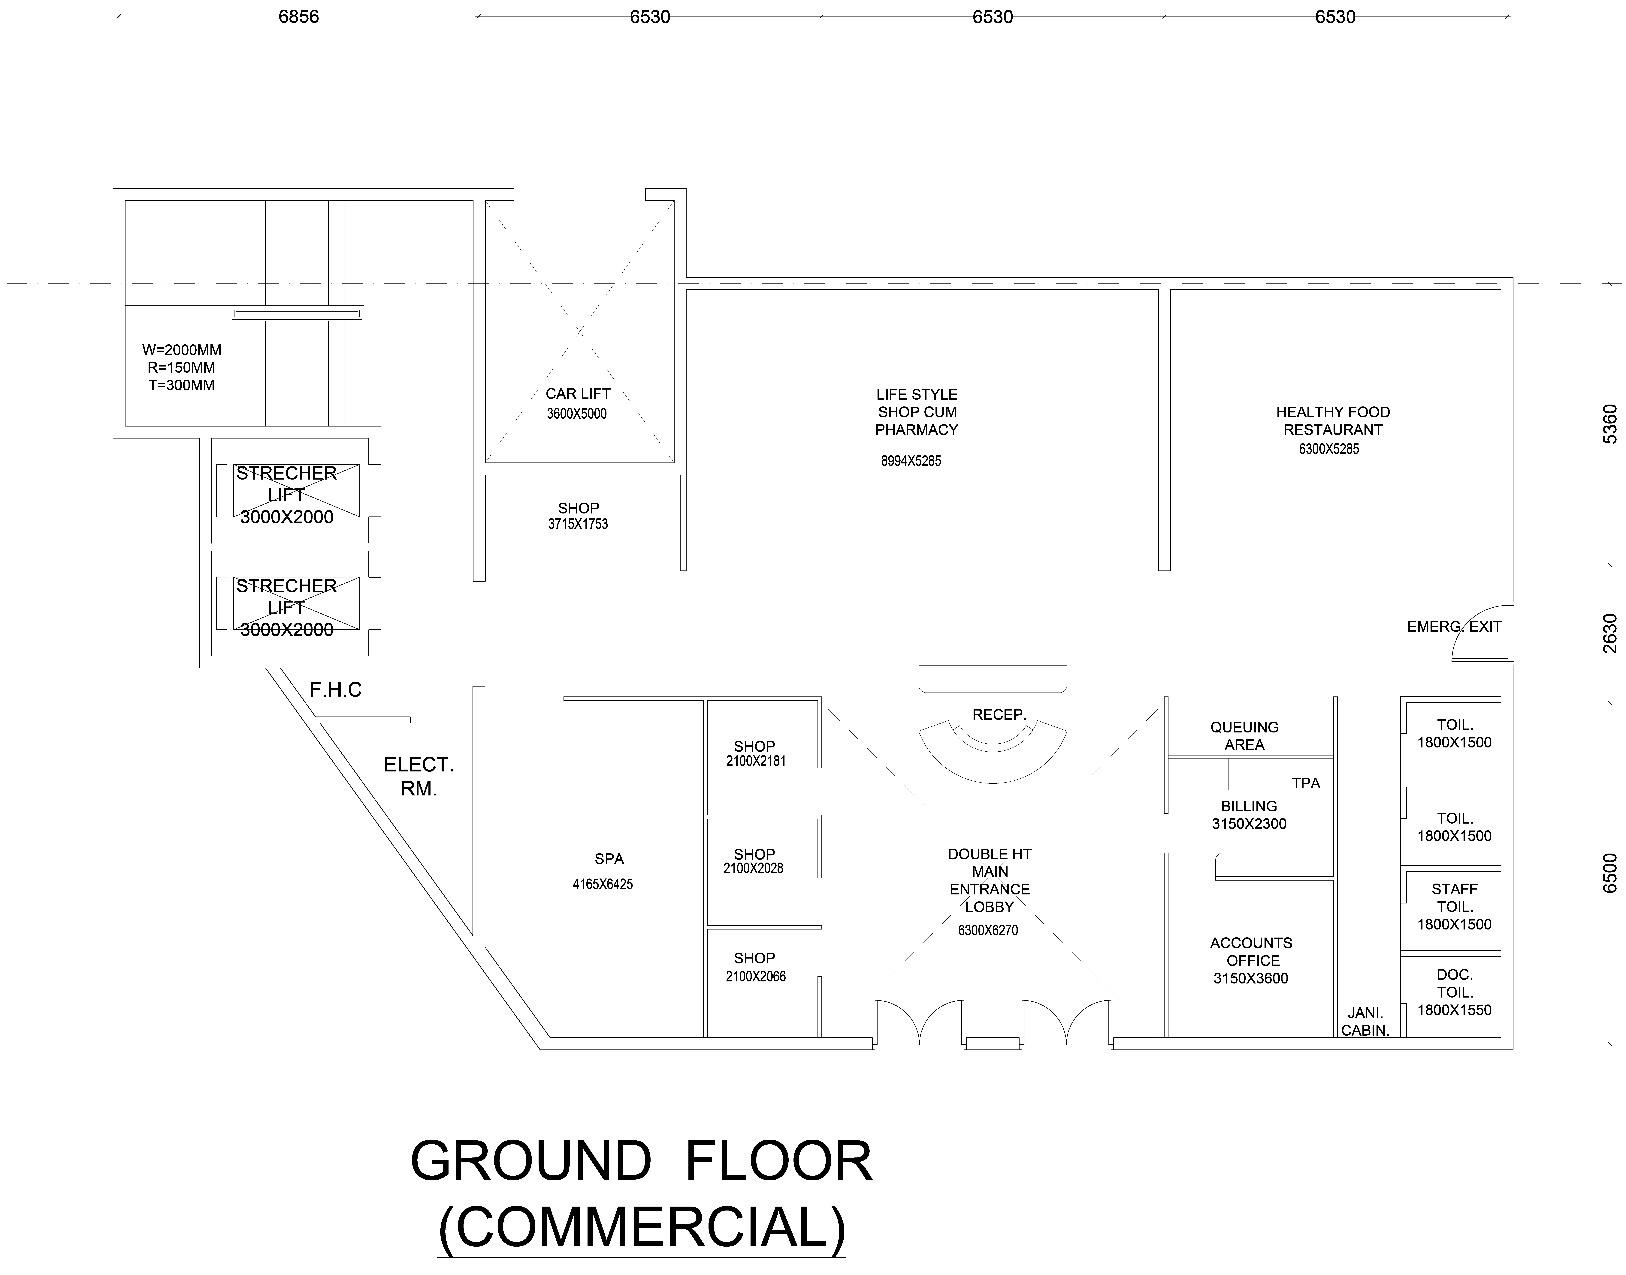 6856
6530
6530
6530
W=2000MM
R=150MM
T=300MM
CAR LIFT
3600X5000
LIFE STYLE
SHOP CUM
PHARMACY
8994X5285
HEALTHY FOOD
RESTAURANT
6300X5285
5360
STRECHER
LIFT
3000X2000
SHOP
3715X1753
STRECHER
LIFT
3000X2000
EMERG. EXIT
2630
F.H.C
ELECT.
RM.
RECEP.
QUEUING
AREA
TOIL.
1800X1500
SHOP
2100X2181
TPA
BILLING
3150X2300
TOIL.
1800X1500
SPA
4165X6425
SHOP
2100X2028
DOUBLE HT
MAIN
ENTRANCE
LOBBY
6300X6270
STAFF
TOIL.
1800X1500
6500
SHOP
2100X2066
ACCOUNTS
OFFICE
3150X3600
DOC.
TOIL.
1800X1550
JANI.
CABIN.
GROUND FLOOR
(COMMERCIAL)